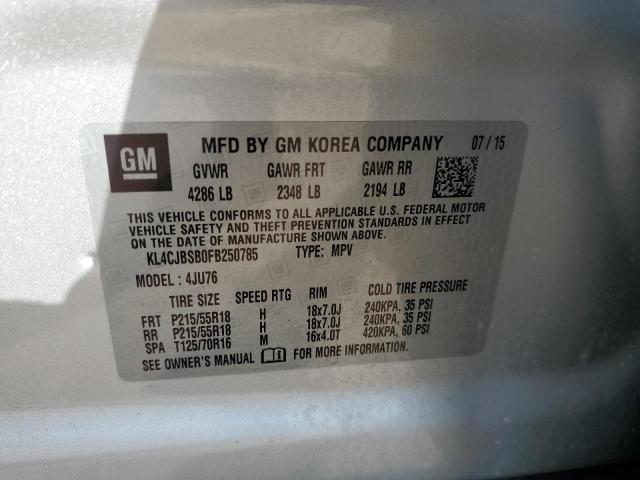 GM MFD BY GM KOREA COMPANY 07/15
GVWR GAWR FRT GAWR RR
4286 LB 2348 LB 2194 LB
THIS VEHICLE CONFORMS TO ALL APPLICABLE U.S. FEDERAL MOTOR
VEHICLE SAFETY AND THEFT PREVENTION STANDARDS IN EFFECT
ON THE DATE OF MANUFACTURE SHOWN ABOVE.
KL4CJBSB0FB250785 TYPE: MPV
MODEL: 4JU76
TIRE SIZE SPEED RTG RIM COLD TIRE PRESSURE
FRT P215/55R18 H 18x7.0J 240KPA, 35 PSI
RR P215/55R18 H 18x7.0J 240KPA, 35 PSI
SPA T125/70R16 M 16x4.0T 420KPA, 60 PSI
SEE OWNER'S MANUAL FOR MORE INFORMATION.